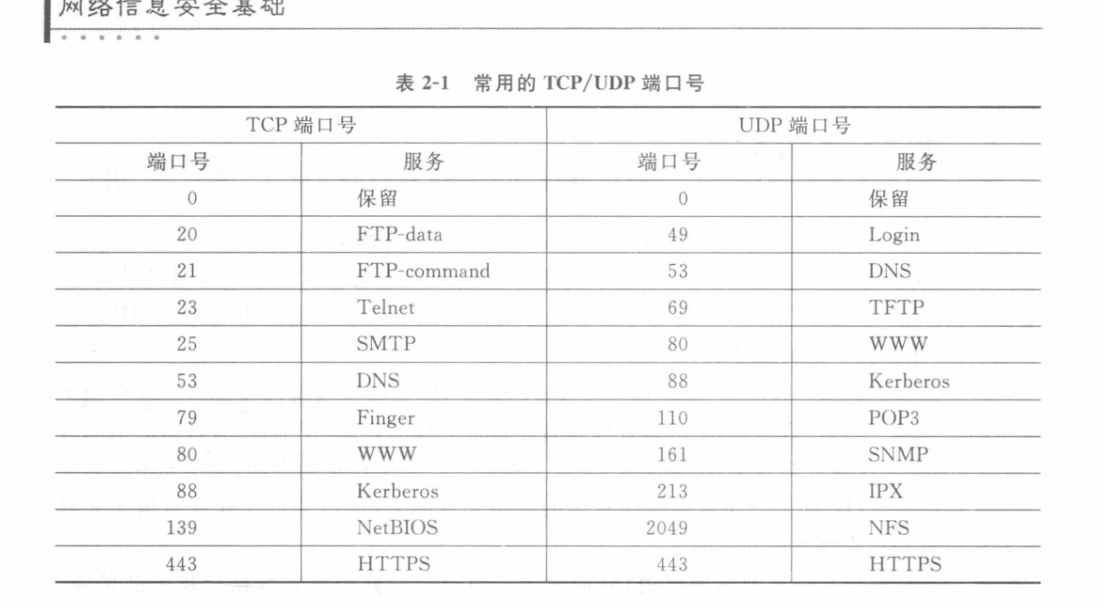 网络信息安全基础
表 2-1 常用的 TCP/UDP 端口号
TCP 端口号 UDP 端口号
端口号 服务 端口号 服务
0 保留 0 保留
20 FTP-data 49 Login
21 FTP-command 53 DNS
23 Telnet 69 TFTP
25 SMTP 80 WWW
53 DNS 88 Kerberos
79 Finger 110 POP3
80 WWW 161 SNMP
88 Kerberos 213 IPX
139 NetBIOS 2049 NFS
443 HTTPS 443 HTTPS